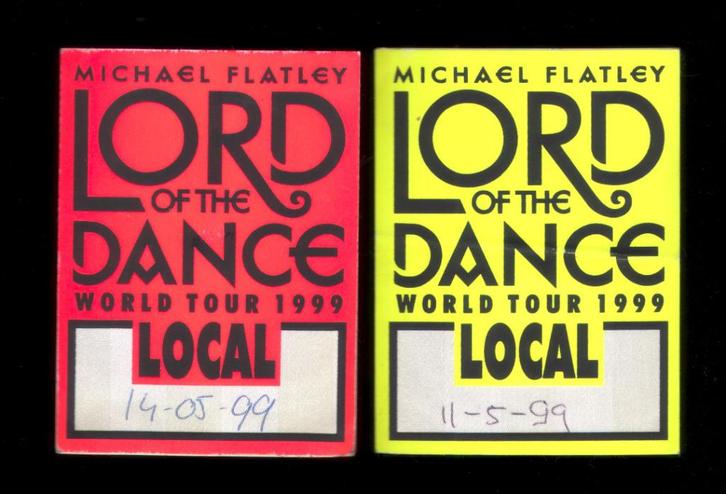 MICHAEL FLATLEY
LORD
OF THE
DANCE
WORLD TOUR 1999
LOCAL
14-05-99
MICHAEL FLATLEY
LORD
OF THE
DANCE
WORLD TOUR 1999
LOCAL
11-5-99